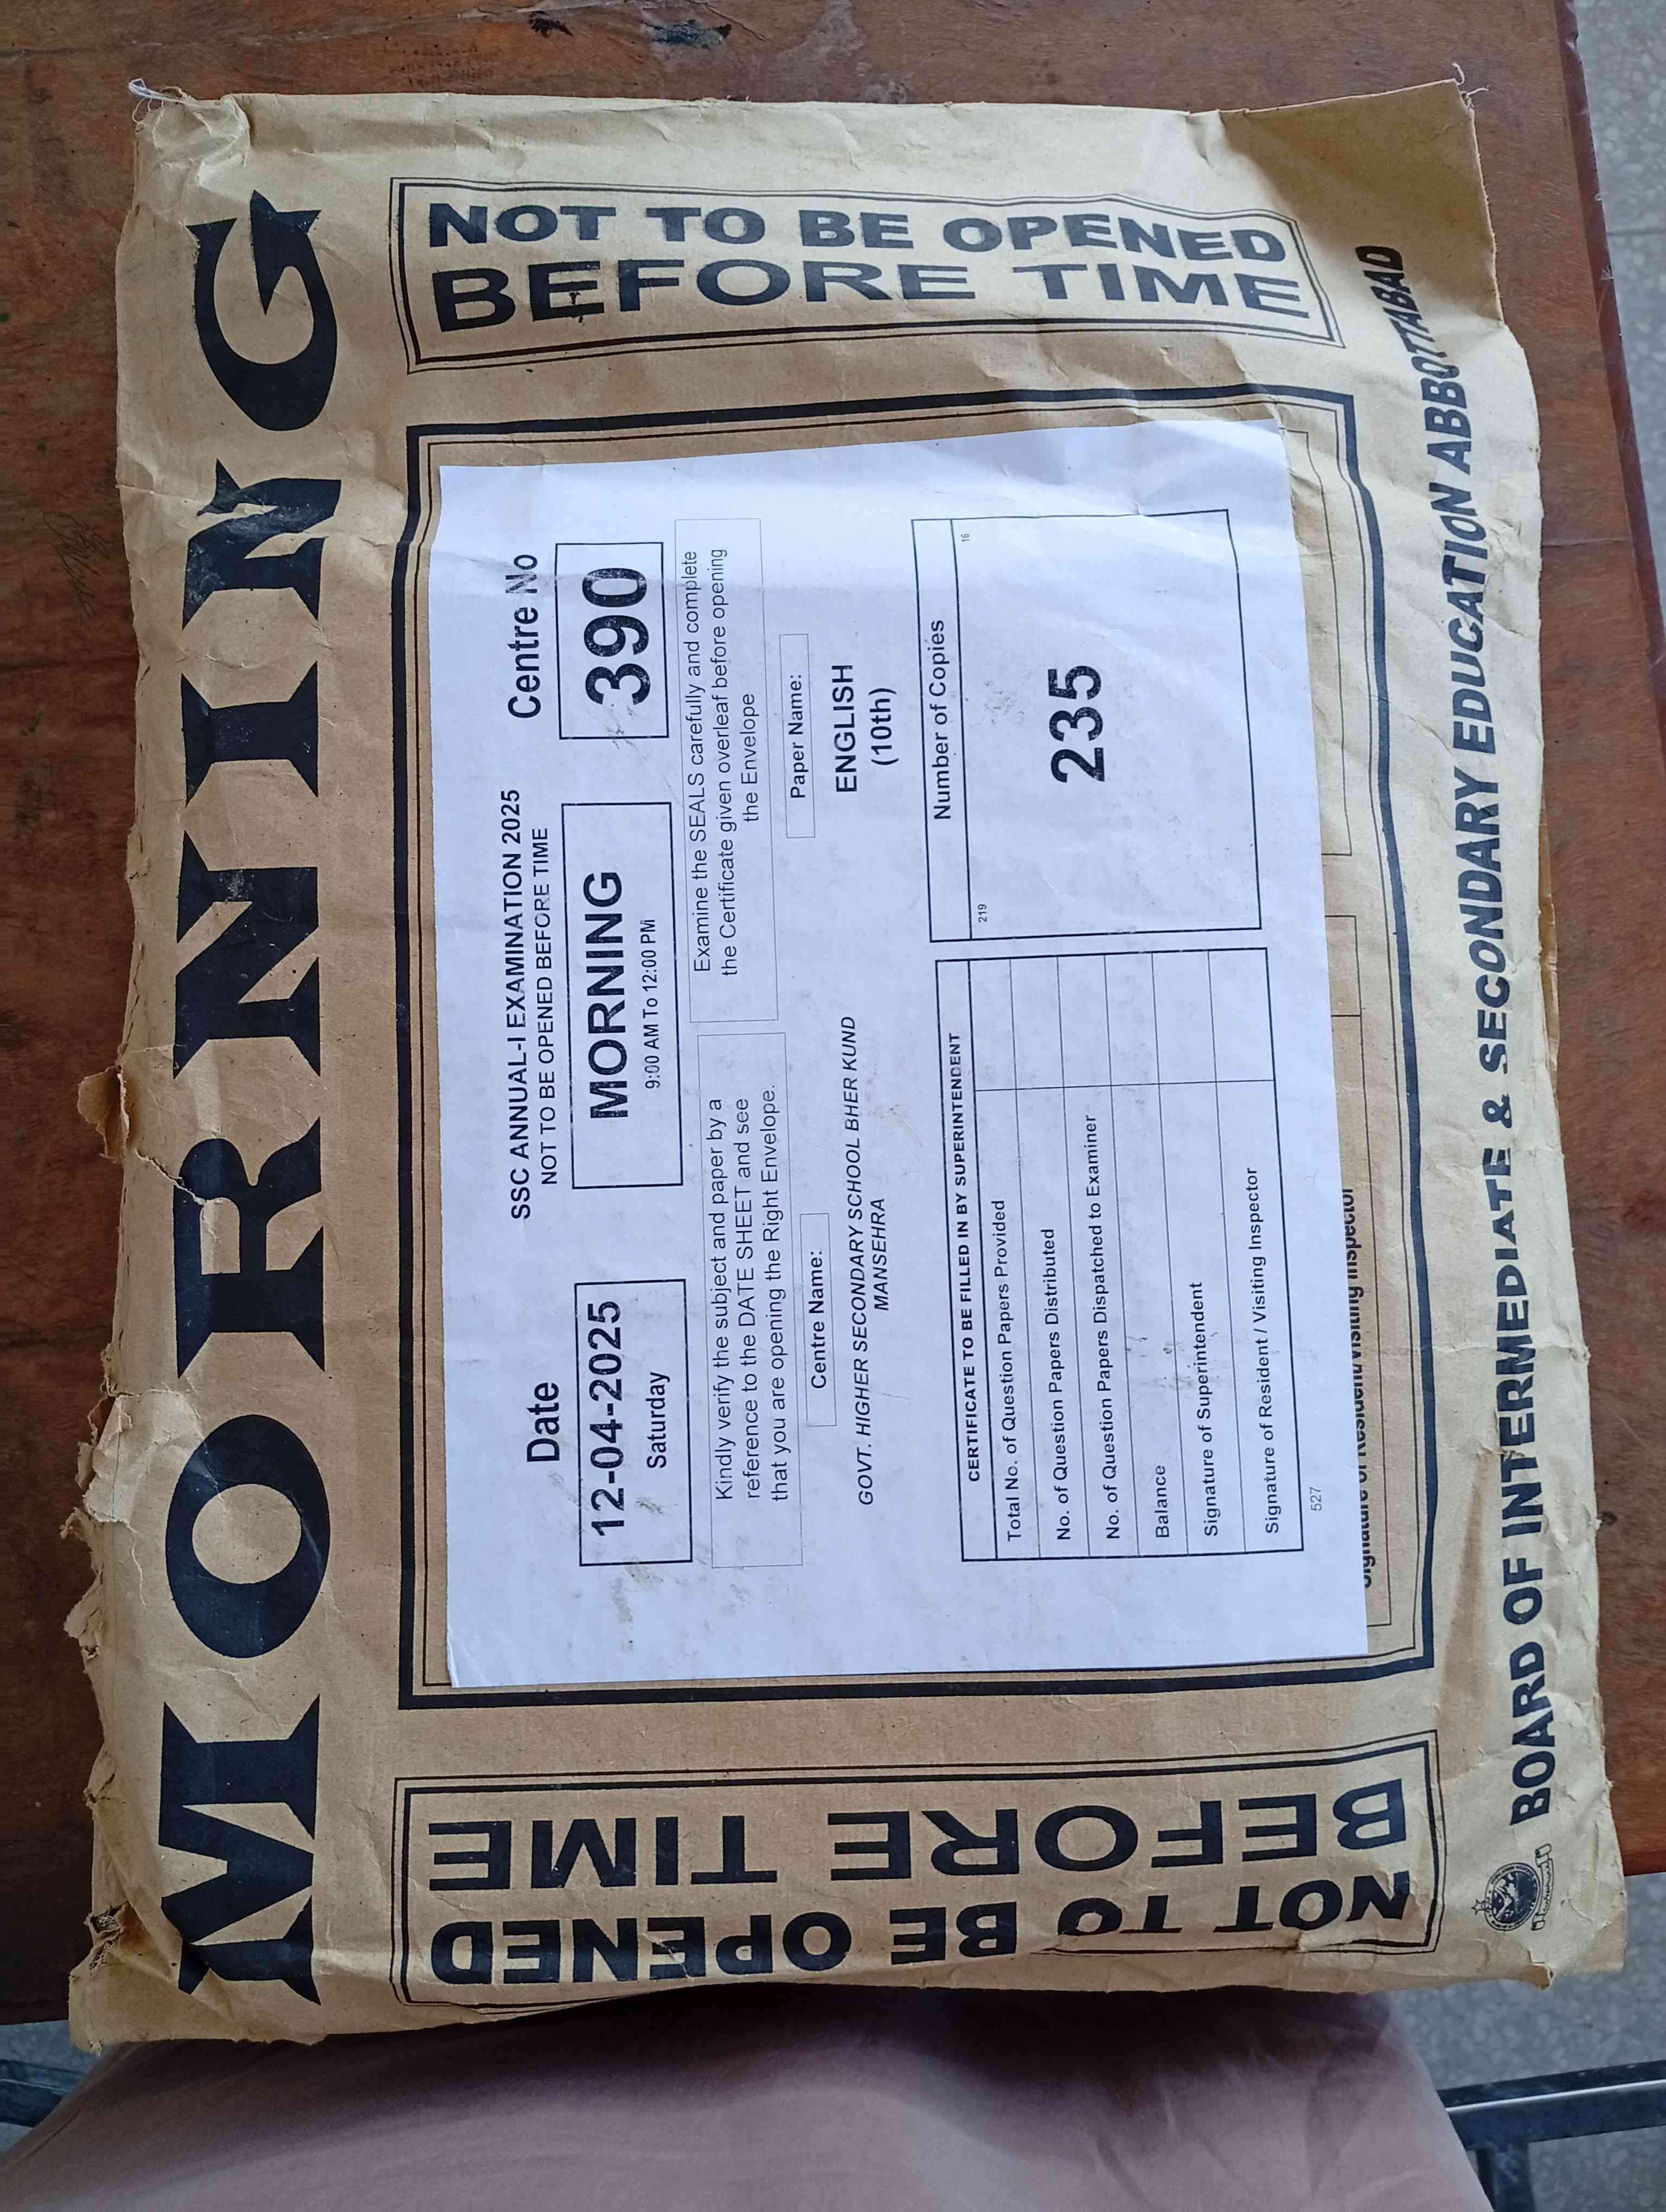 MORNING
NOT TO BE OPENED
BEFORE TIME
SSC ANNUAL-I EXAMINATION 2025
NOT TO BE OPENED BEFORE TIME
Date
12-04-2025
Saturday
MORNING
9:00 AM To 12:00 PM
Centre No
390
Kindly verify the subject and paper by a
reference to the DATE SHEET and see
that you are opening the Right Envelope.
Examine the SEALS carefully and complete
the Certificate given overleaf before opening
the Envelope
Centre Name:
GOVT. HIGHER SECONDARY SCHOOL BHER KUND
MANSEHRA
Paper Name:
ENGLISH
(10th)
CERTIFICATE TO BE FILLED IN BY SUPERINTENDENT
Total No. of Question Papers Provided
No. of Question Papers Distributed
No. of Question Papers Dispatched to Examiner
Balance
Signature of Superintendent
Signature of Resident / Visiting Inspector
527
Number of Copies
219
16
235
Signature of Resident/Visiting Inspector
NOT TO BE OPENED
BEFORE TIME
BOARD OF INTERMEDIATE & SECONDARY EDUCATION ABBOTTABAD